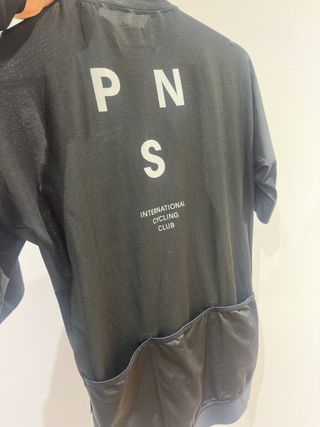 P N
S
INTERNATIONAL
CYCLING
CLUB